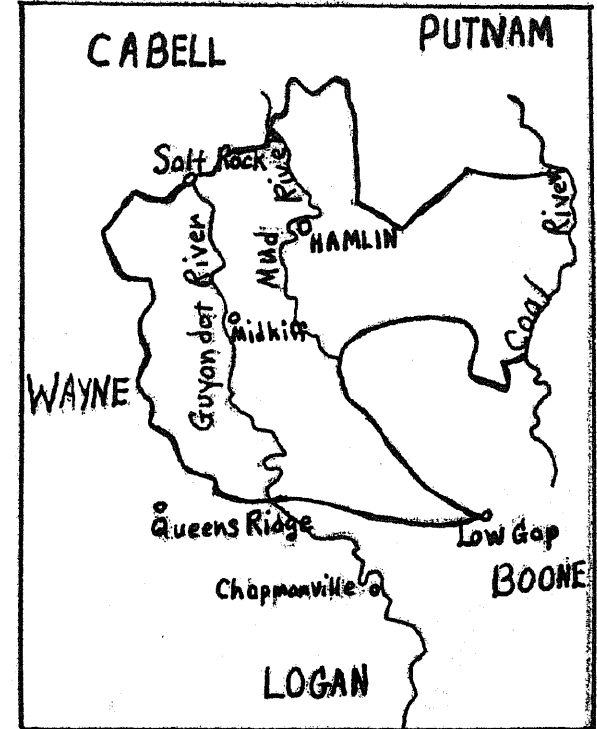 CABELL
PUTNAM
Salt Rock
Mud River
HAMLIN
River
Coal
Guyandot River
Midkiff
WAYNE
Queens Ridge
Low Gap
Chapmanville
BOONE
LOGAN